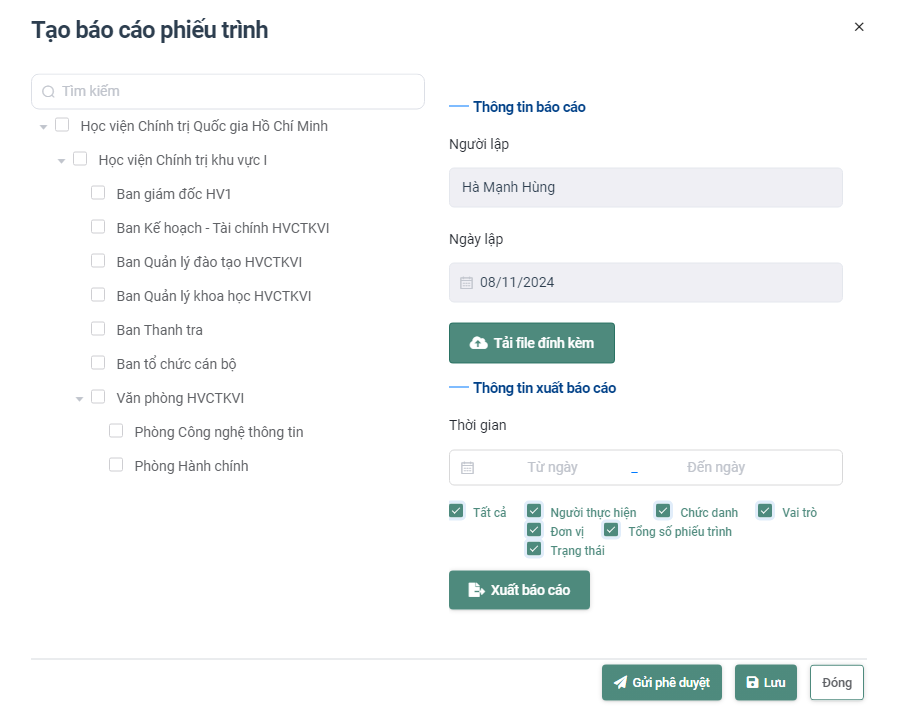 Tạo báo cáo phiếu trình
Tìm kiếm
Học viện Chính trị Quốc gia Hồ Chí Minh
Học viện Chính trị khu vực I
Ban giám đốc HV1
Ban Kế hoạch - Tài chính HVCTKVI
Ban Quản lý đào tạo HVCTKVI
Ban Quản lý khoa học HVCTKVI
Ban Thanh tra
Ban tổ chức cán bộ
Văn phòng HVCTKVI
Phòng Công nghệ thông tin
Phòng Hành chính
Thông tin báo cáo
Người lập
Hà Mạnh Hùng
Ngày lập
08/11/2024
Tải file đính kèm
Thông tin xuất báo cáo
Thời gian
Từ ngày _ Đến ngày
Tất cả Người thực hiện Chức danh Vai trò
Đơn vị Tổng số phiếu trình
Trạng thái
Xuất báo cáo
Gửi phê duyệt Lưu Đóng